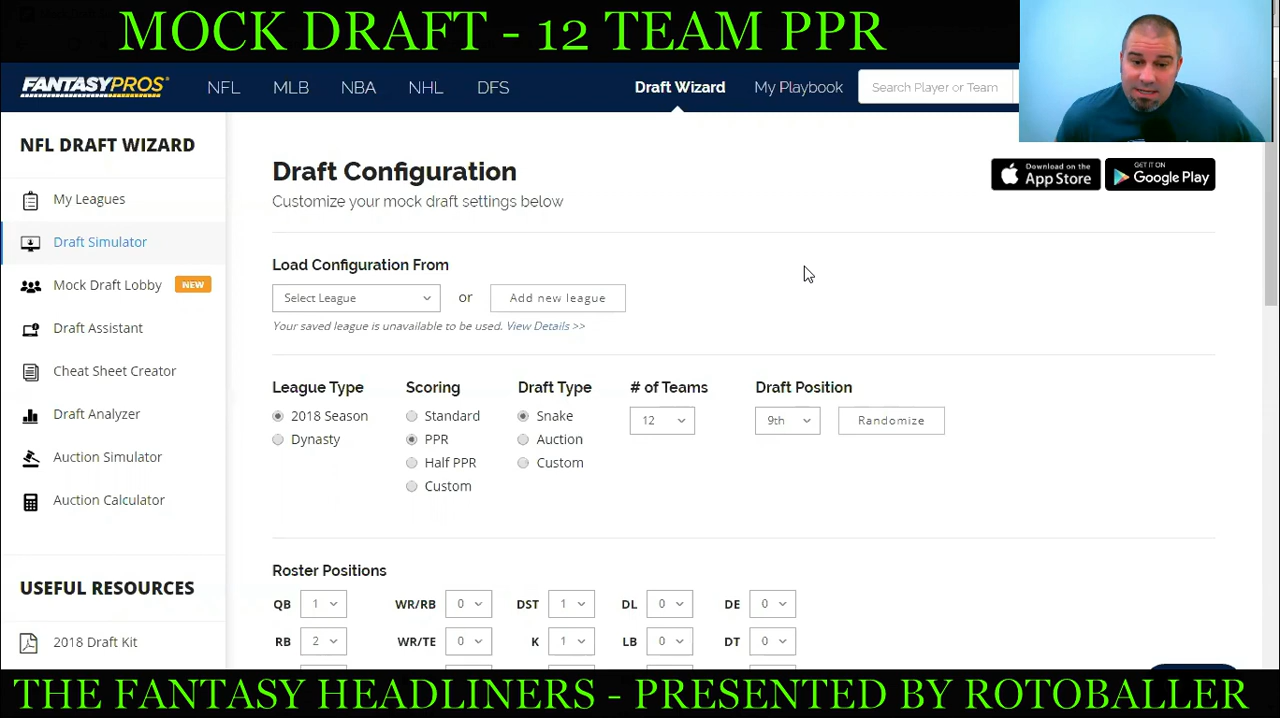 MOCK DRAFT - 12 TEAM PPR
FANTASYPROS
NFL
MLB
NBA
NHL
DFS
Draft Wizard
My Playbook
Search Player or Team
NFL DRAFT WIZARD
My Leagues
Draft Simulator
Mock Draft Lobby NEW
Draft Assistant
Cheat Sheet Creator
Draft Analyzer
Auction Simulator
Auction Calculator
USEFUL RESOURCES
2018 Draft Kit
Draft Configuration
Customize your mock draft settings below
Download on the
App Store
GET IT ON
Google Play
Load Configuration From
Select League or Add new league
Your saved league is unavailable to be used. View Details >>
League Type
2018 Season
Dynasty
Scoring
Standard
PPR
Half PPR
Custom
Draft Type
Snake
Auction
Custom
# of Teams
12
Draft Position
9th Randomize
Roster Positions
QB 1 WR/RB 0 DST 1 DL 0 DE 0
RB 2 WR/TE 0 K 1 LB 0 DT 0
THE FANTASY HEADLINERS - PRESENTED BY ROTOBALLER